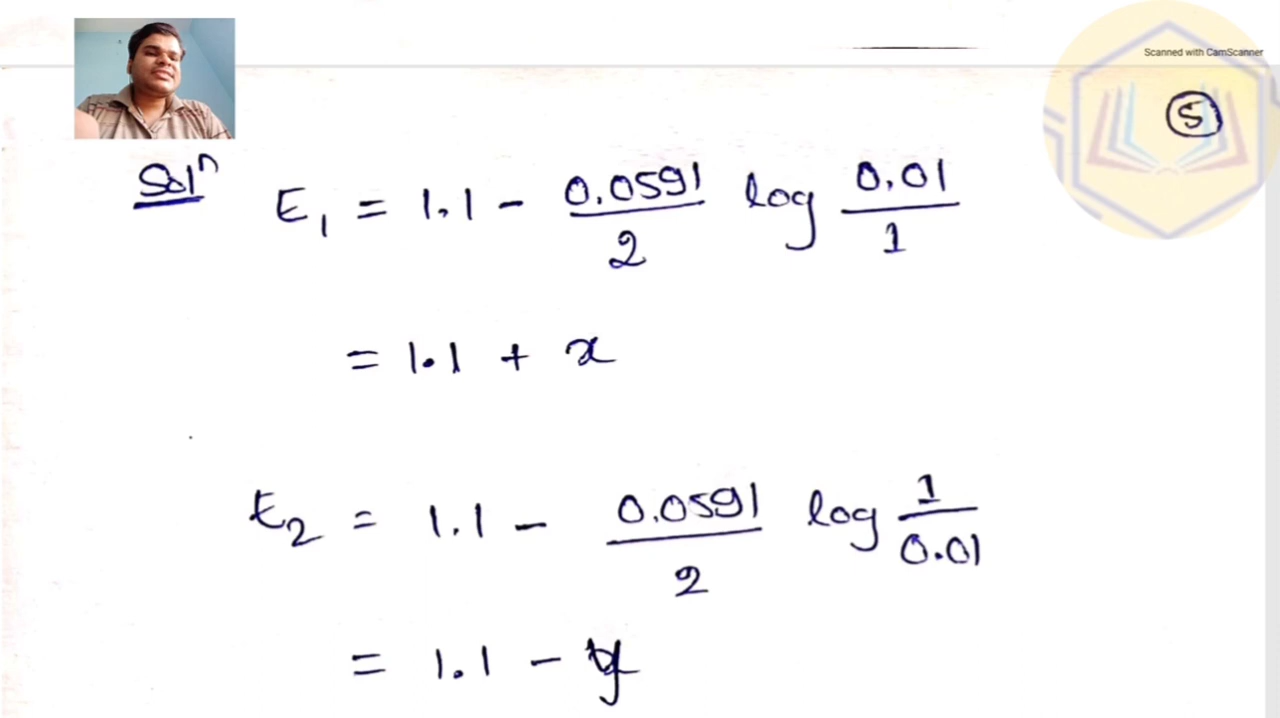 Scanned with CamScanner
5
Solⁿ E₁ = 1.1 - 0.0591/2 log 0.01/1
= 1.1 + x
E₂ = 1.1 - 0.0591/2 log 1/0.01
= 1.1 - y